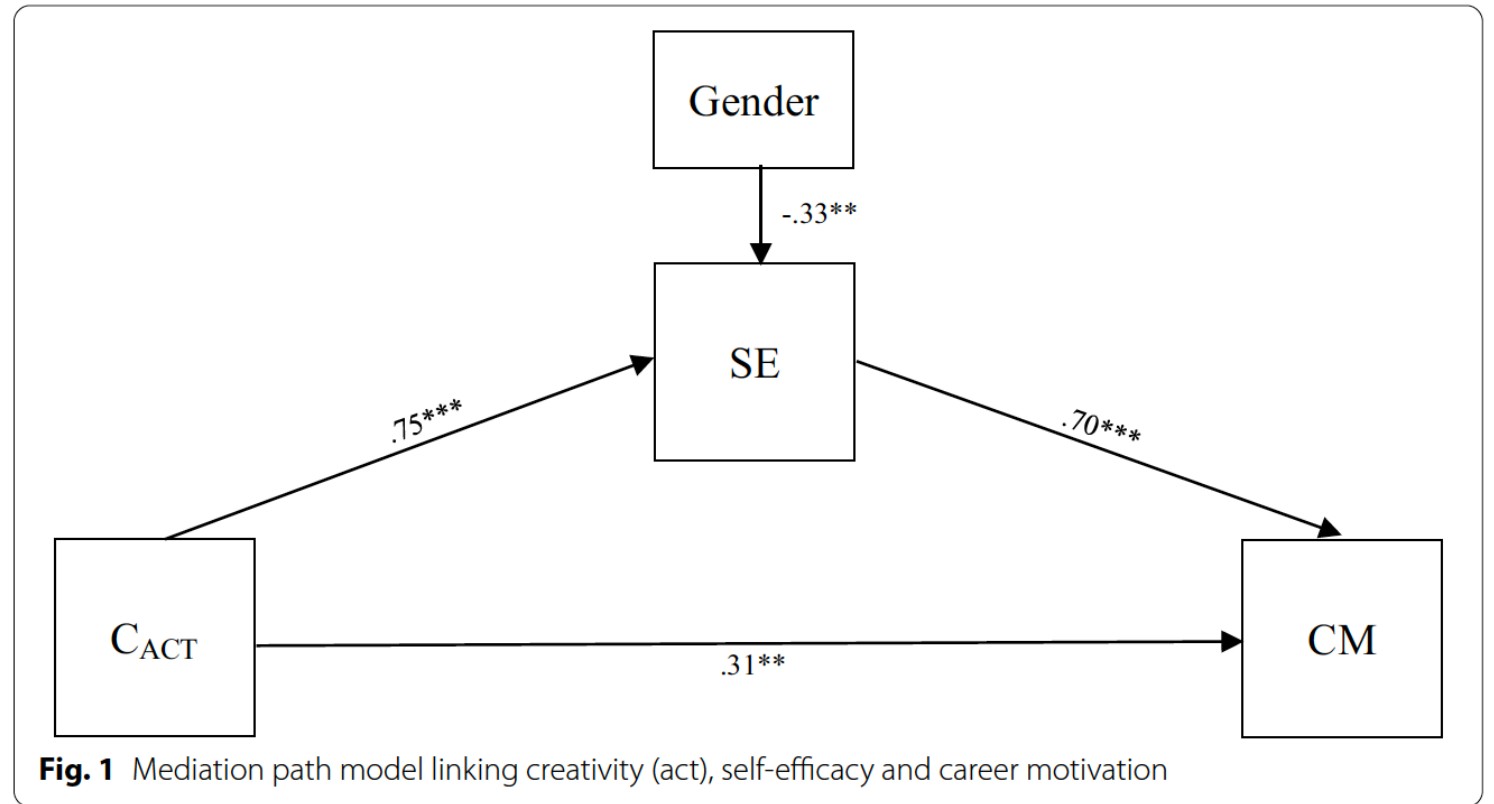 Gender
-.33**
SE
.75***
.70***
C_ACT
CM
.31**
Fig. 1 Mediation path model linking creativity (act), self-efficacy and career motivation